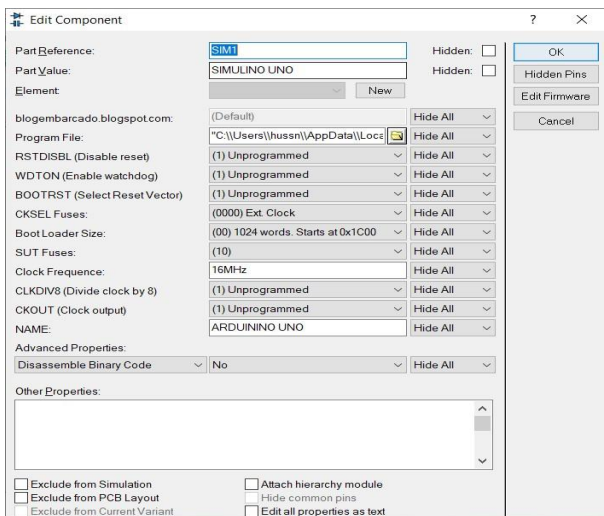 Edit Component ? ×
Part Reference: SIM1 Hidden: OK
Part Value: SIMULINO UNO Hidden: Hidden Pins
Element: New Edit Firmware
blogembarcado.blogspot.com: (Default) Hide All Cancel
Program File: "C:\\Users\\hussn\\AppData\\Loca Hide All
RSTDISBL (Disable reset) (1) Unprogrammed Hide All
WDTON (Enable watchdog) (1) Unprogrammed Hide All
BOOTRST (Select Reset Vector) (1) Unprogrammed Hide All
CKSEL Fuses: (0000) Ext. Clock Hide All
Boot Loader Size: (00) 1024 words. Starts at 0x1C00 Hide All
SUT Fuses: (10) Hide All
Clock Frequence: 16MHz Hide All
CLKDIV8 (Divide clock by 8) (1) Unprogrammed Hide All
CKOUT (Clock output) (1) Unprogrammed Hide All
NAME: ARDUININO UNO Hide All
Advanced Properties:
Disassemble Binary Code No Hide All
Other Properties:
Exclude from Simulation Attach hierarchy module
Exclude from PCB Layout Hide common pins
Exclude from Current Variant Edit all properties as text